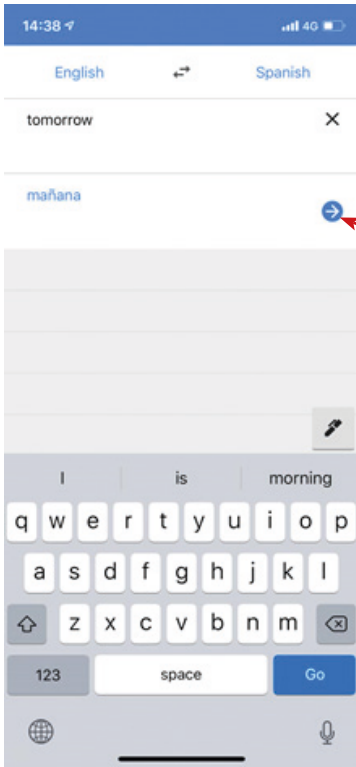 14:38 4G
English Spanish
tomorrow
mañana
I is morning
q w e r t y u i o p
a s d f g h j k l
z x c v b n m
123 space Go